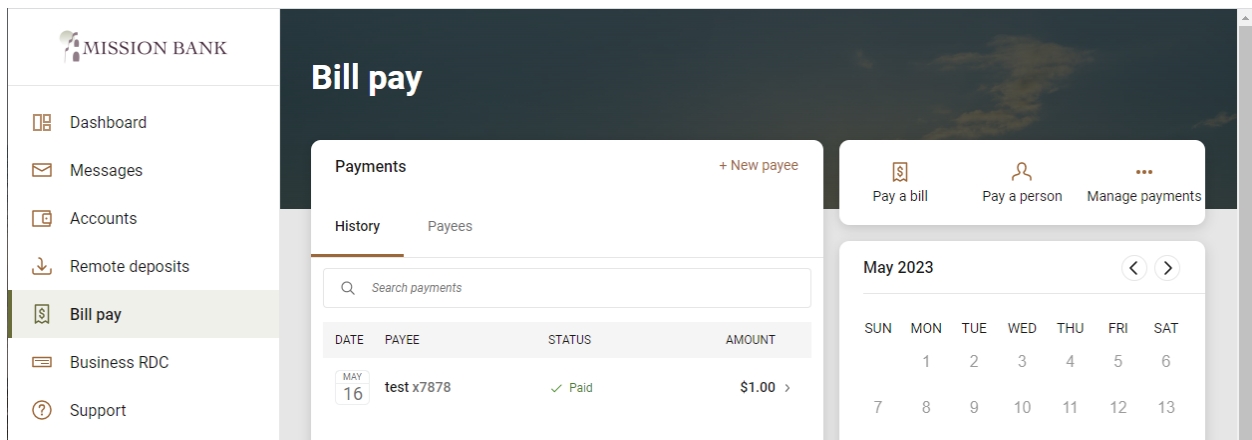 MISSION BANK
Dashboard
Messages
Accounts
Remote deposits
Bill pay
Business RDC
Support
Bill pay
Payments + New payee
History Payees
Search payments
DATE PAYEE STATUS AMOUNT
MAY
16 test x7878 Paid $1.00
Pay a bill Pay a person Manage payments
May 2023
SUN MON TUE WED THU FRI SAT
1 2 3 4 5 6
7 8 9 10 11 12 13